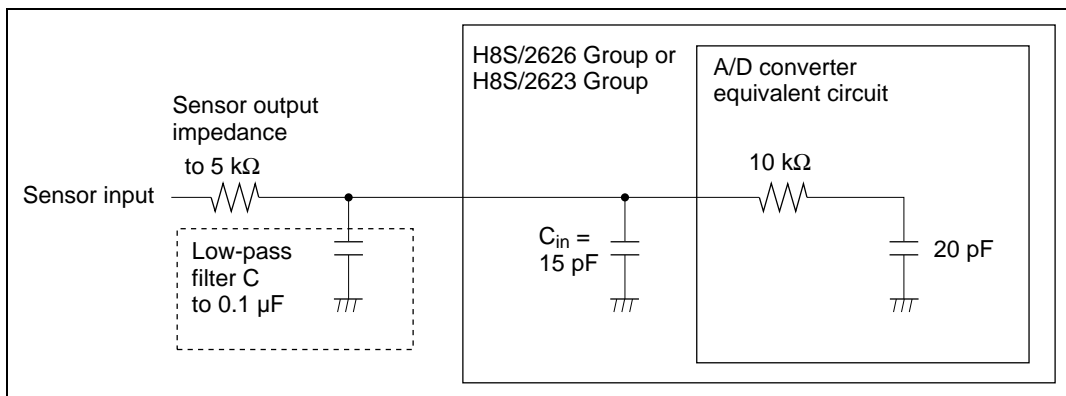 H8S/2626 Group or
H8S/2623 Group
A/D converter
equivalent circuit
Sensor output
impedance
to 5 kΩ
10 kΩ
Sensor input
Low-pass
filter C
to 0.1 µF
Cin =
15 pF
20 pF